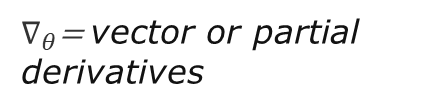 ∇θ=vector or partial
derivatives